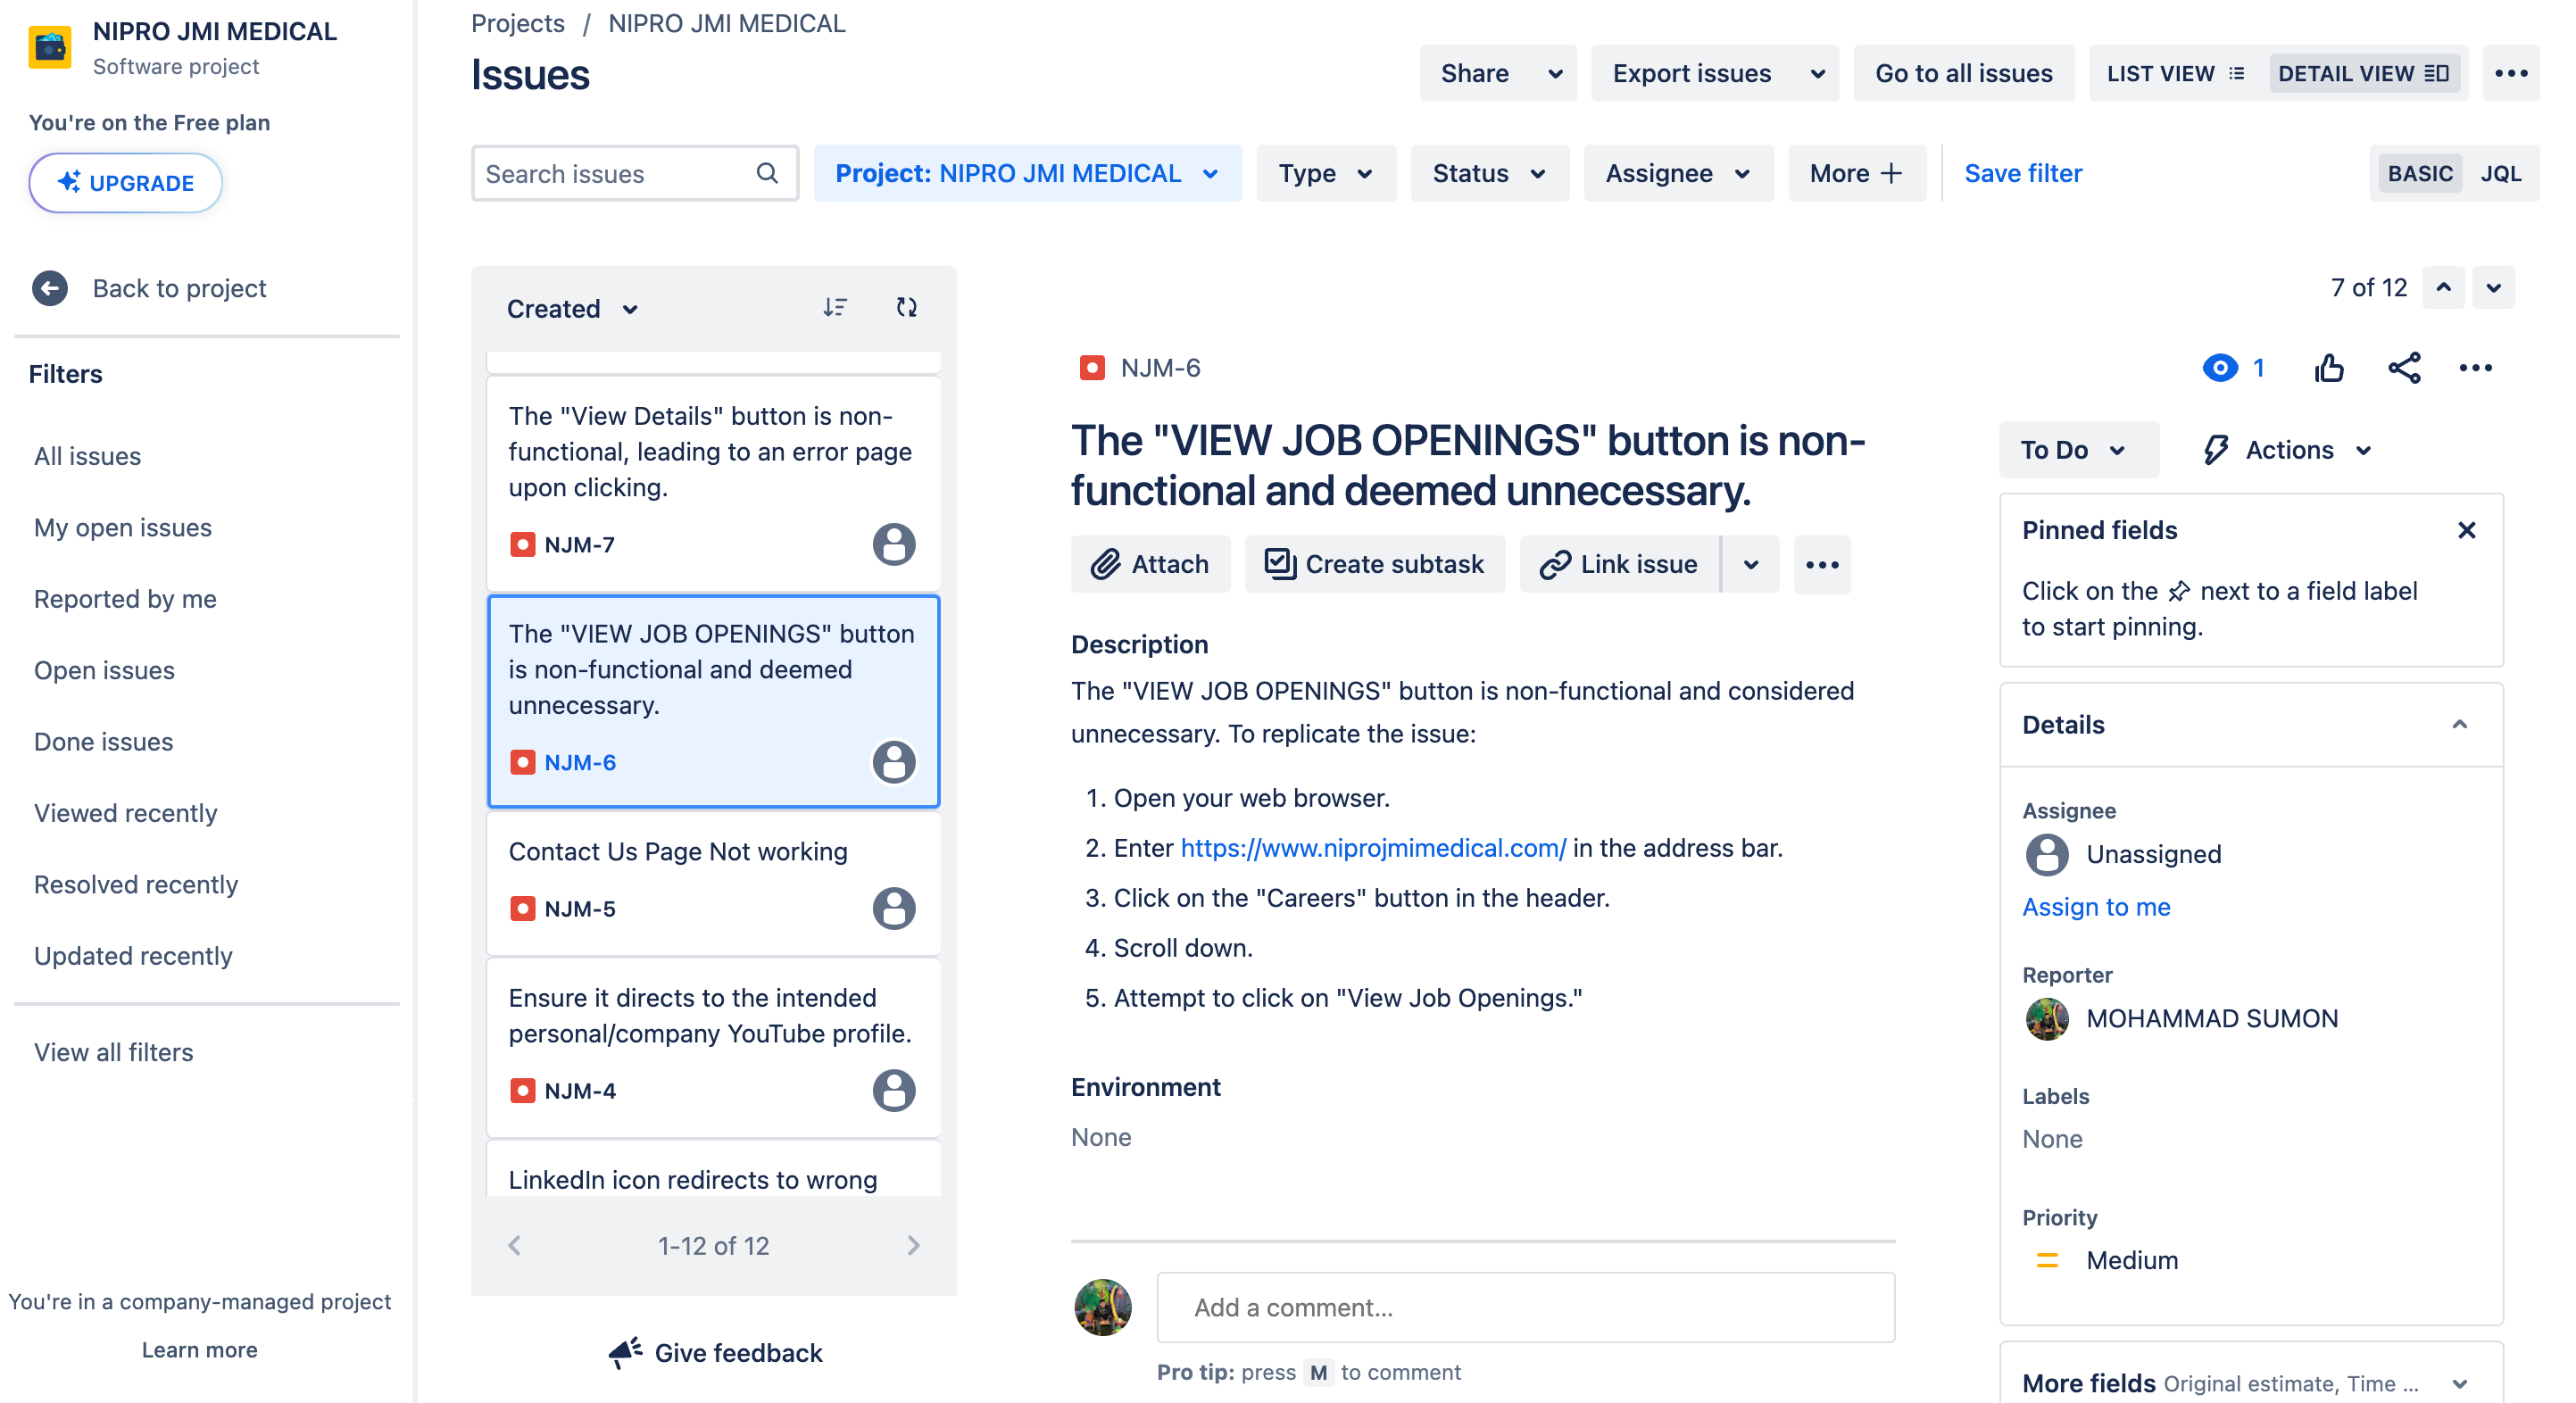 NIPRO JMI MEDICAL
Software project
You're on the Free plan
UPGRADE
Back to project
Filters
All issues
My open issues
Reported by me
Open issues
Done issues
Viewed recently
Resolved recently
Updated recently
View all filters
You're in a company-managed project
Learn more
Projects / NIPRO JMI MEDICAL
Issues
Share
Export issues
Go to all issues
LIST VIEW
DETAIL VIEW
Search issues
Project: NIPRO JMI MEDICAL
Type
Status
Assignee
More
Save filter
BASIC
JQL
Created
The "View Details" button is non-
functional, leading to an error page
upon clicking.
NJM-7
The "VIEW JOB OPENINGS" button
is non-functional and deemed
unnecessary.
NJM-6
Contact Us Page Not working
NJM-5
Ensure it directs to the intended
personal/company YouTube profile.
NJM-4
LinkedIn icon redirects to wrong
1-12 of 12
Give feedback
7 of 12
NJM-6
1
The "VIEW JOB OPENINGS" button is non-
functional and deemed unnecessary.
Attach
Create subtask
Link issue
Description
The "VIEW JOB OPENINGS" button is non-functional and considered
unnecessary. To replicate the issue:
1. Open your web browser.
2. Enter https://www.niprojmimedical.com/ in the address bar.
3. Click on the "Careers" button in the header.
4. Scroll down.
5. Attempt to click on "View Job Openings."
Environment
None
Add a comment...
Pro tip: press M to comment
To Do
Actions
Pinned fields
Click on the next to a field label
to start pinning.
Details
Assignee
Unassigned
Assign to me
Reporter
MOHAMMAD SUMON
Labels
None
Priority
Medium
More fields Original estimate, Time ...